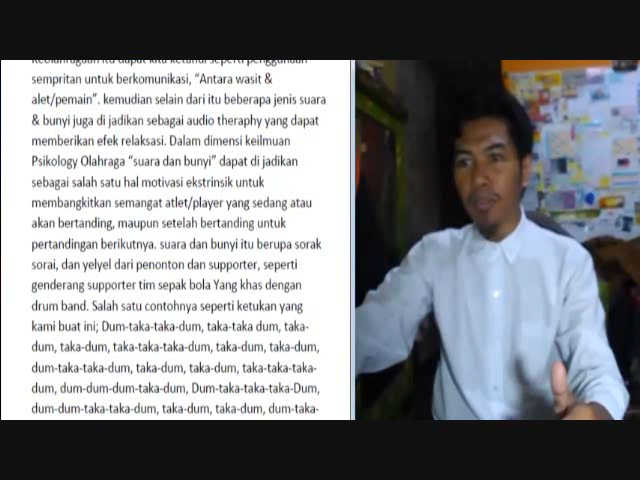 itu dapat kita seperti penggunaan
sempritan untuk berkomunikasi, “Antara wasit &
alet/pemain”. kemudian selain dari itu beberapa jenis suara
& bunyi juga di jadikan sebagai audio theraphy yang dapat
memberikan efek relaksasi. Dalam dimensi keilmuan
Psikology Olahraga “suara dan bunyi” dapat di jadikan
sebagai salah satu hal motivasi ekstrinsik untuk
membangkitkan semangat atlet/player yang sedang atau
akan bertanding, maupun setelah bertanding untuk
pertandingan berikutnya. suara dan bunyi itu berupa sorak
sorai, dan yelyel dari penonton dan supporter, seperti
genderang supporter tim sepak bola Yang khas dengan
drum band. Salah satu contohnya seperti ketukan yang
kami buat ini; Dum-taka-taka-dum, taka-taka dum, taka-
dum, taka-dum, taka-taka-taka-dum, taka-dum, taka-dum,
dum-taka-taka-dum, taka-dum, taka-dum, taka-taka-taka-
dum, dum-dum-dum-taka-dum, Dum-taka-taka-taka-Dum,
dum-dum-taka-taka-dum, taka-dum, taka-dum, dum-taka-